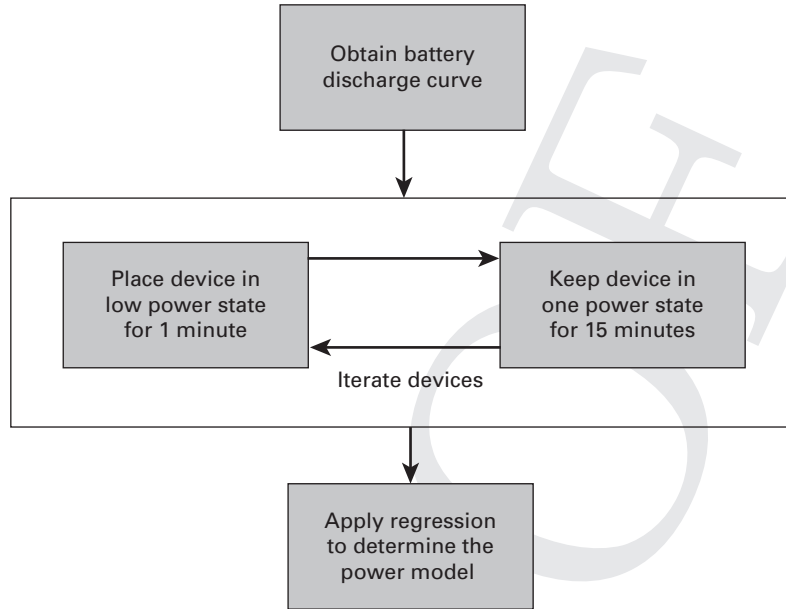 Obtain battery
discharge curve
Place device in
low power state
for 1 minute
Keep device in
one power state
for 15 minutes
Iterate devices
Apply regression
to determine the
power model